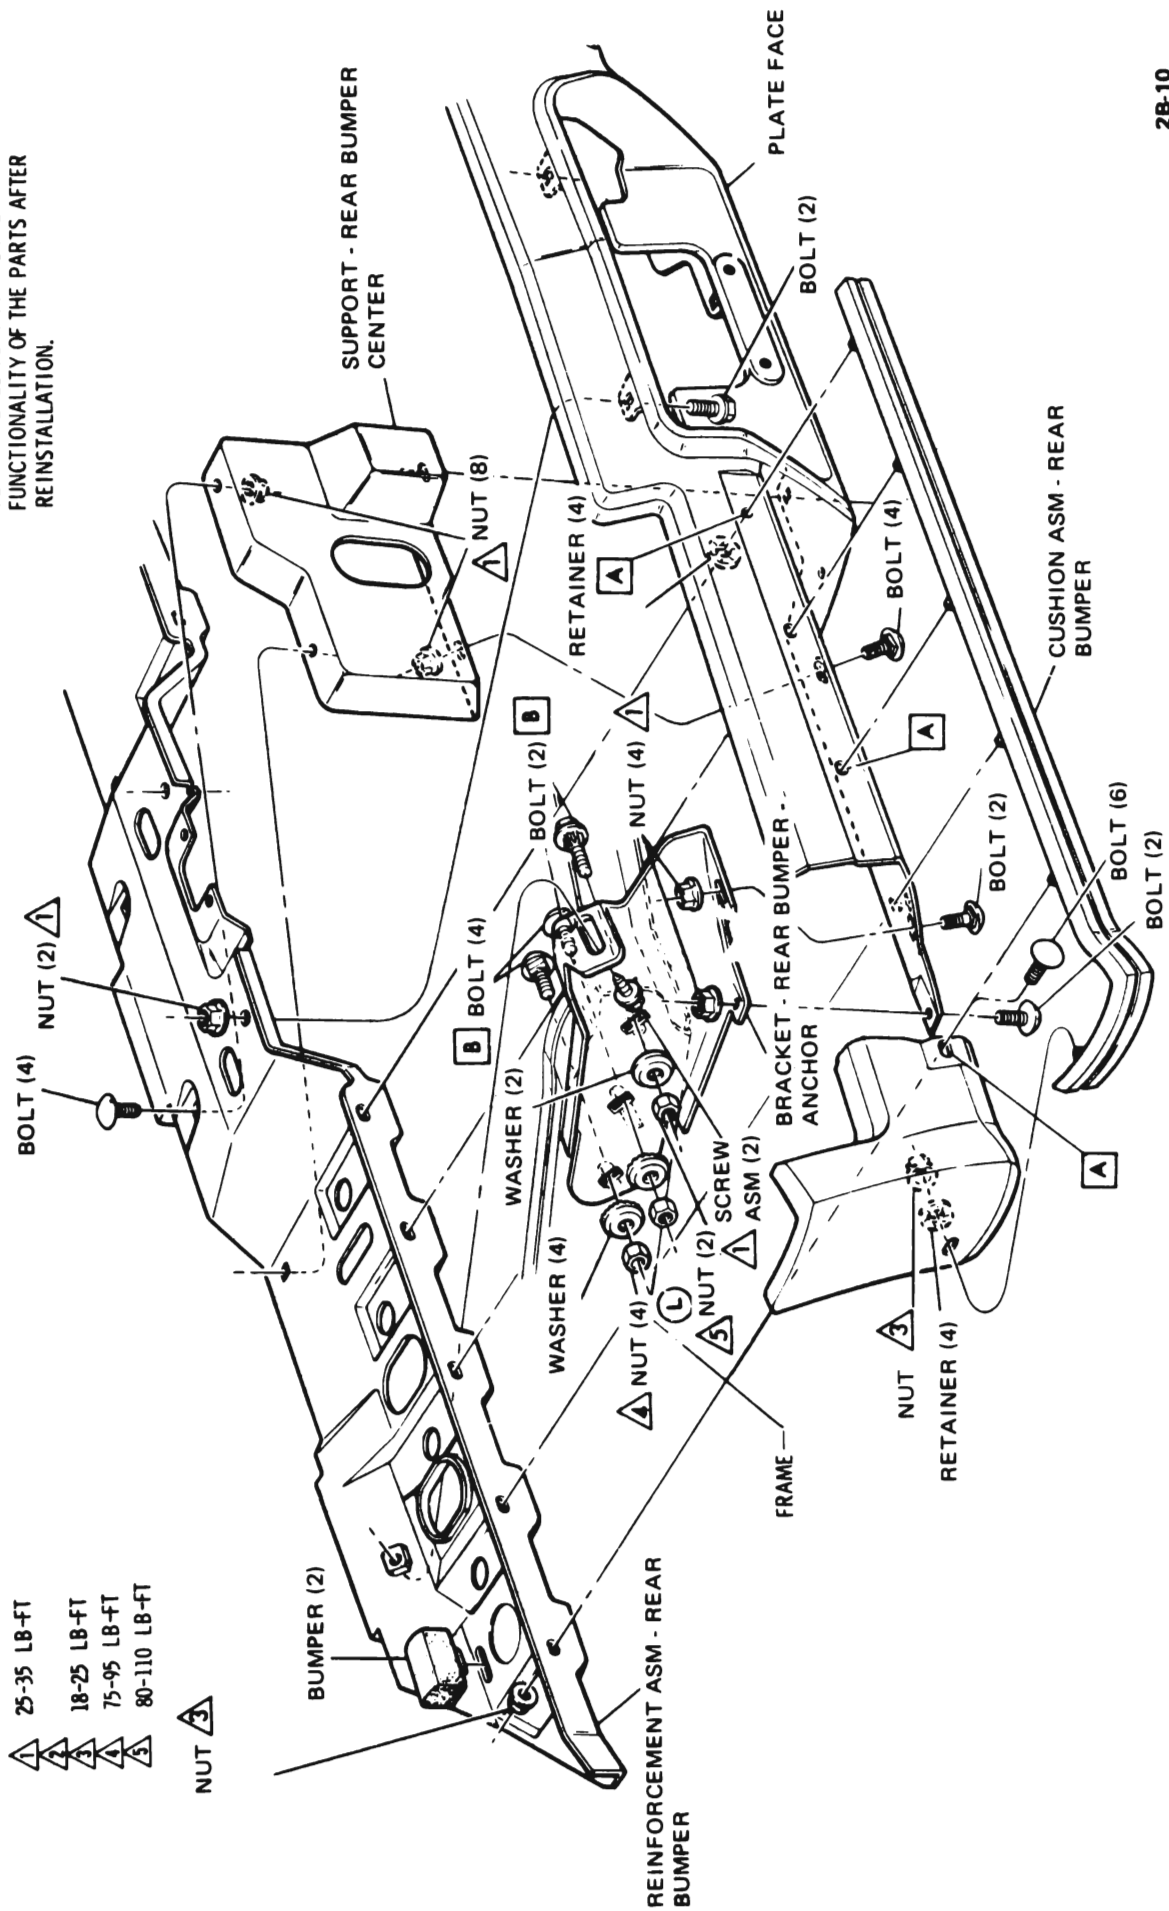 FUNCTIONALITY OF THE PARTS AFTER
REINSTALLATION.
1 25-35 LB-FT
2
3 18-25 LB-FT
4 75-95 LB-FT
5 80-110 LB-FT
NUT 3
BOLT (4)
NUT (2) 1
SUPPORT - REAR BUMPER
CENTER
BUMPER (2)
NUT (8)
1
REINFORCEMENT ASM - REAR
BUMPER
B BOLT (4)
BOLT (2) B
WASHER (2)
WASHER (4)
NUT (4) 1
RETAINER (4)
A
PLATE FACE
BOLT (2)
4 NUT (4)
L
5 NUT (2)
1
SCREW
ASM (2)
BRACKET - REAR BUMPER -
ANCHOR
FRAME
A
BOLT (4)
NUT 3
RETAINER (4)
A
BOLT (2)
BOLT (6)
BOLT (2)
CUSHION ASM - REAR
BUMPER
2B-10